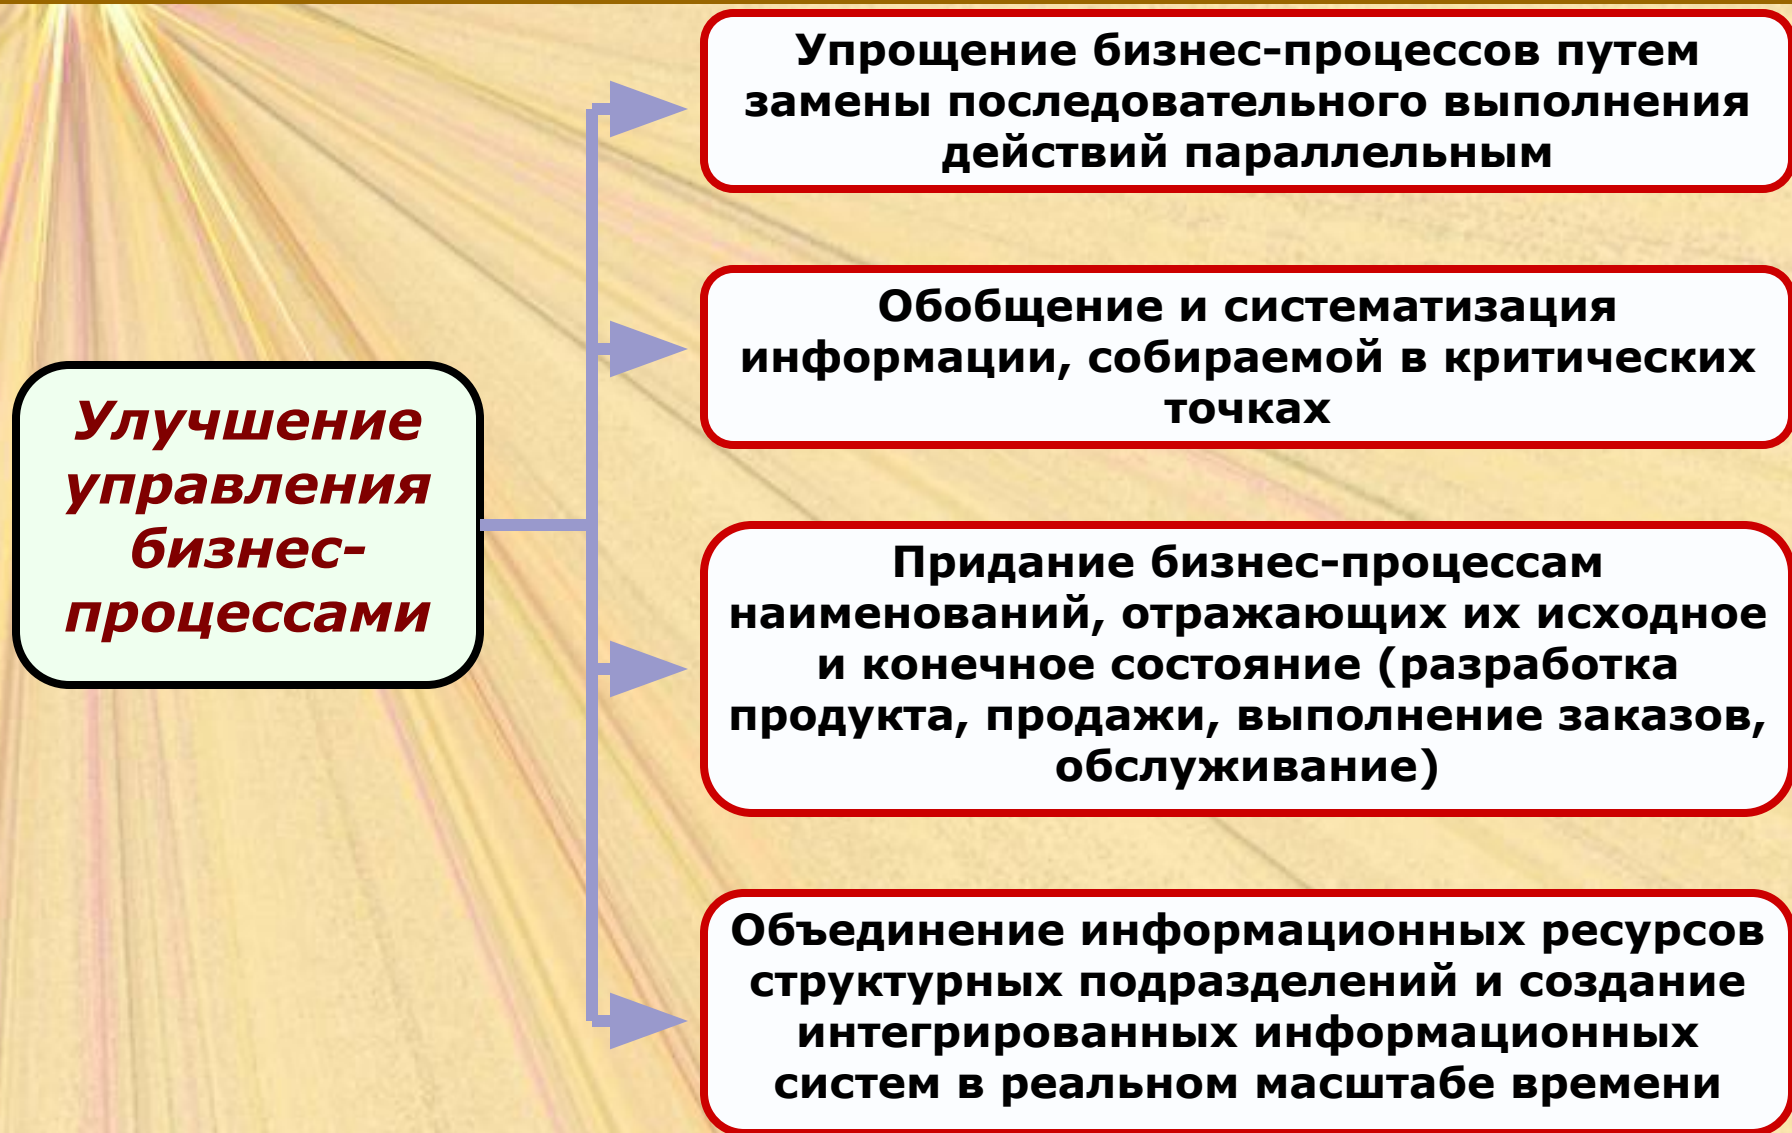 Улучшение
управления
бизнес-
процессами
Упрощение бизнес-процессов путем
замены последовательного выполнения
действий параллельным
Обобщение и систематизация
информации, собираемой в критических
точках
Придание бизнес-процессам
наименований, отражающих их исходное
и конечное состояние (разработка
продукта, продажи, выполнение заказов,
обслуживание)
Объединение информационных ресурсов
структурных подразделений и создание
интегрированных информационных
систем в реальном масштабе времени